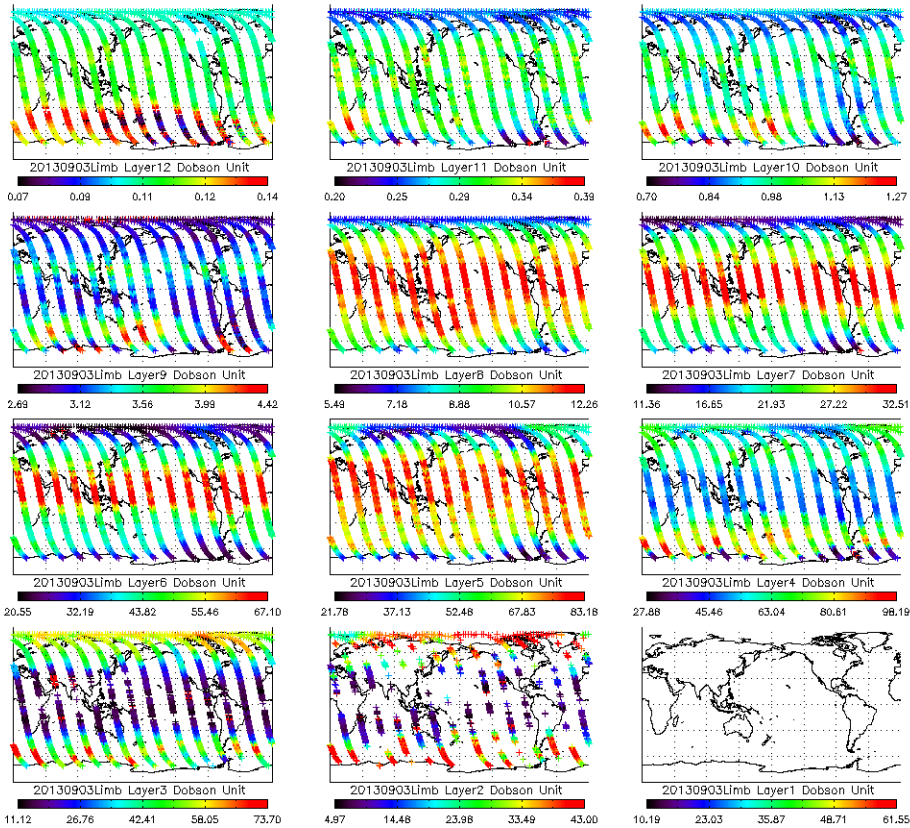 20130903Limb Layer12 Dobson Unit
0.07 0.09 0.11 0.12 0.14
20130903Limb Layer11 Dobson Unit
0.20 0.25 0.29 0.34 0.39
20130903Limb Layer10 Dobson Unit
0.70 0.84 0.98 1.13 1.27
20130903Limb Layer9 Dobson Unit
2.69 3.12 3.56 3.99 4.42
20130903Limb Layer8 Dobson Unit
5.49 7.18 8.88 10.57 12.26
20130903Limb Layer7 Dobson Unit
11.36 16.65 21.93 27.22 32.51
20130903Limb Layer6 Dobson Unit
20.55 32.19 43.82 55.46 67.10
20130903Limb Layer5 Dobson Unit
21.78 37.13 52.48 67.83 83.18
20130903Limb Layer4 Dobson Unit
27.88 45.46 63.04 80.61 98.19
20130903Limb Layer3 Dobson Unit
11.12 26.76 42.41 58.05 73.70
20130903Limb Layer2 Dobson Unit
4.97 14.48 23.98 33.49 43.00
20130903Limb Layer1 Dobson Unit
10.19 23.03 35.87 48.71 61.55